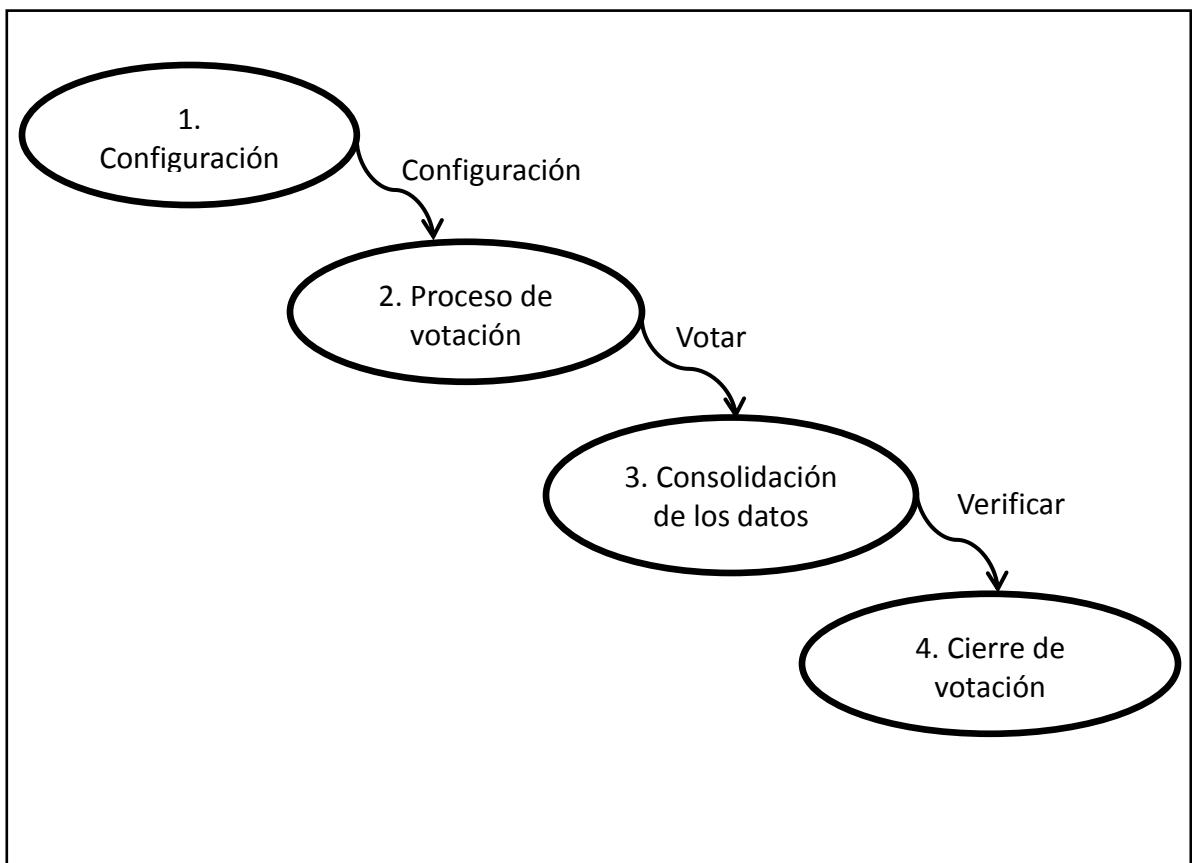 1.
Configuración
Configuración
2. Proceso de
votación
Votar
3. Consolidación
de los datos
Verificar
4. Cierre de
votación